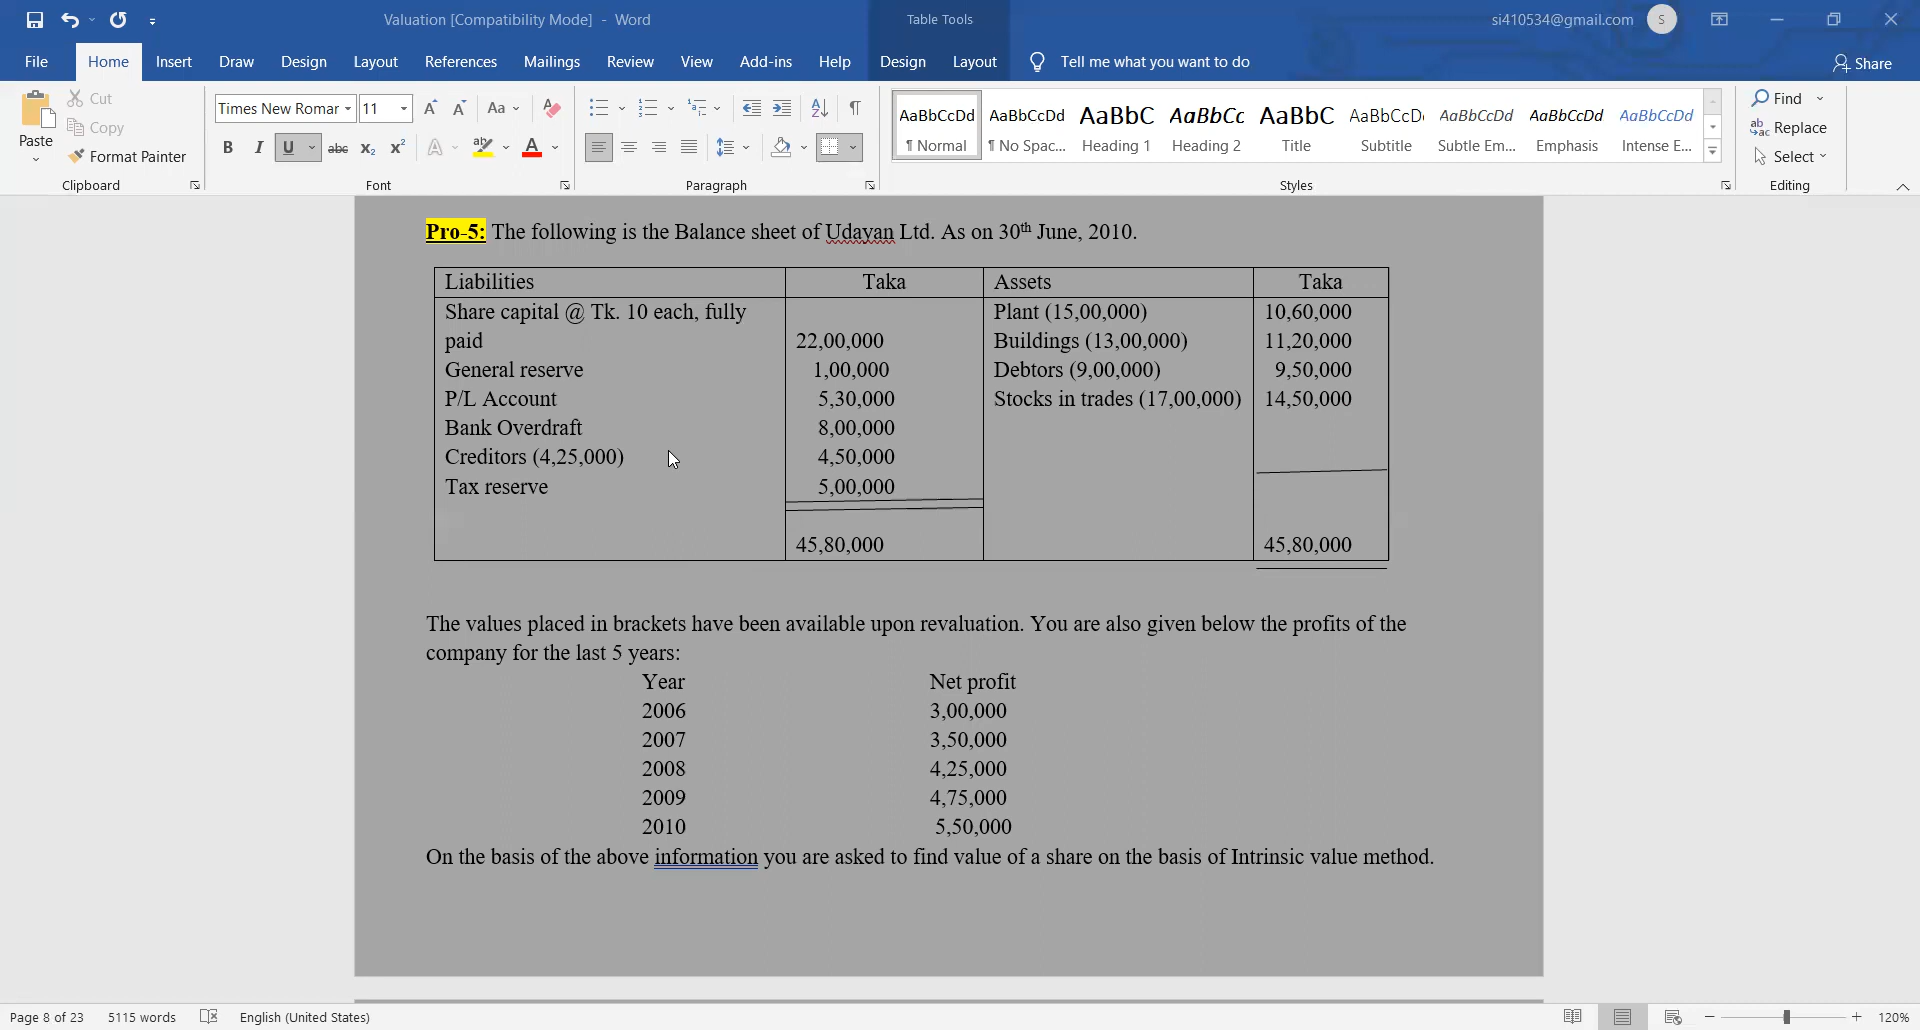 Valuation [Compatibility Mode] - Word
Table Tools
si410534@gmail.com
S
File Home Insert Draw Design Layout References Mailings Review View Add-ins Help Design Layout Tell me what you want to do
Share
Paste
Cut
Copy
Format Painter
Clipboard
Times New Romar 11
Aa
B I U abc x₂ x²
A
Font
Paragraph
AaBbCcDd AaBbCcDd AaBbC AaBbCc AaBbC AaBbCcD AaBbCcDd AaBbCcDd AaBbCcDd
¶ Normal ¶ No Spac... Heading 1 Heading 2 Title Subtitle Subtle Em... Emphasis Intense E...
Styles
Find
Replace
Select
Editing
Pro-5: The following is the Balance sheet of Udayan Ltd. As on 30th June, 2010.
Liabilities Taka Assets Taka
Share capital @ Tk. 10 each, fully Plant (15,00,000) 10,60,000
paid 22,00,000 Buildings (13,00,000) 11,20,000
General reserve 1,00,000 Debtors (9,00,000) 9,50,000
P/L Account 5,30,000 Stocks in trades (17,00,000) 14,50,000
Bank Overdraft 8,00,000
Creditors (4,25,000) 4,50,000
Tax reserve 5,00,000
45,80,000 45,80,000
The values placed in brackets have been available upon revaluation. You are also given below the profits of the
company for the last 5 years:
Year Net profit
2006 3,00,000
2007 3,50,000
2008 4,25,000
2009 4,75,000
2010 5,50,000
On the basis of the above information you are asked to find value of a share on the basis of Intrinsic value method.
Page 8 of 23 5115 words English (United States)
120%